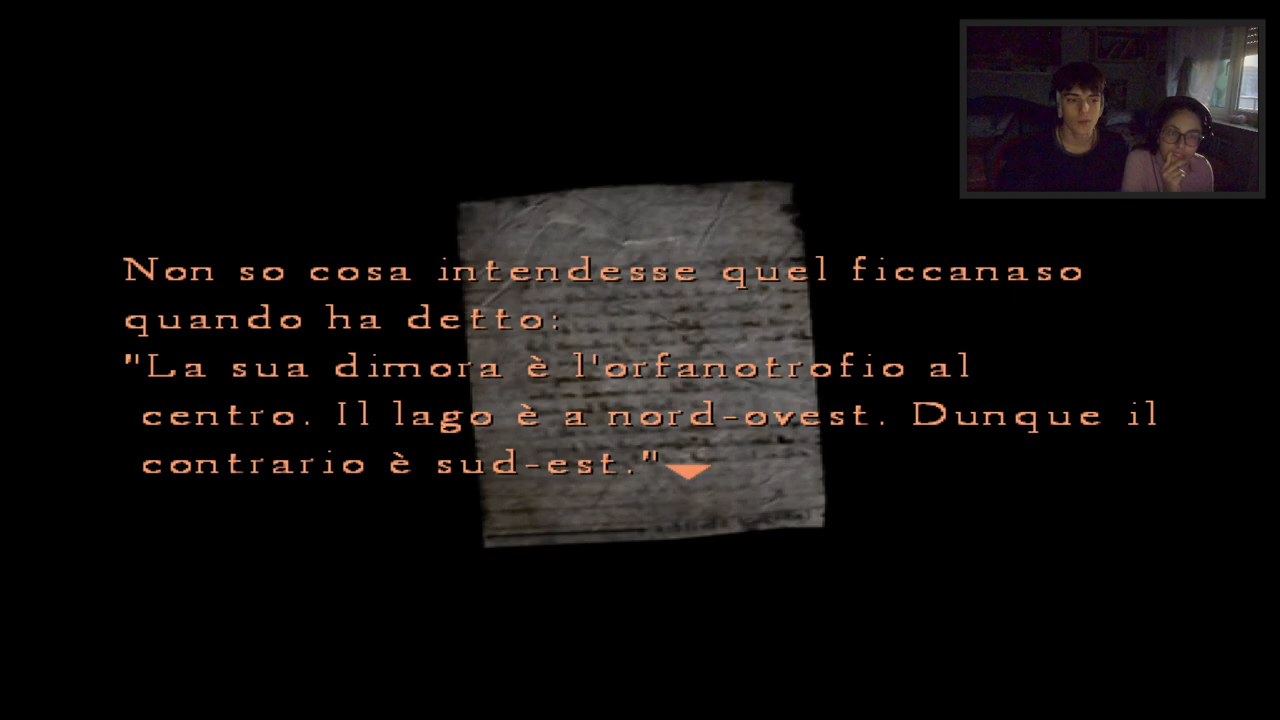 Non so cosa intendesse quel ficcanaso
quando ha detto:
"La sua dimora è l'orfanotrofio al
centro. Il lago è a nord-ovest. Dunque il
contrario è sud-est."